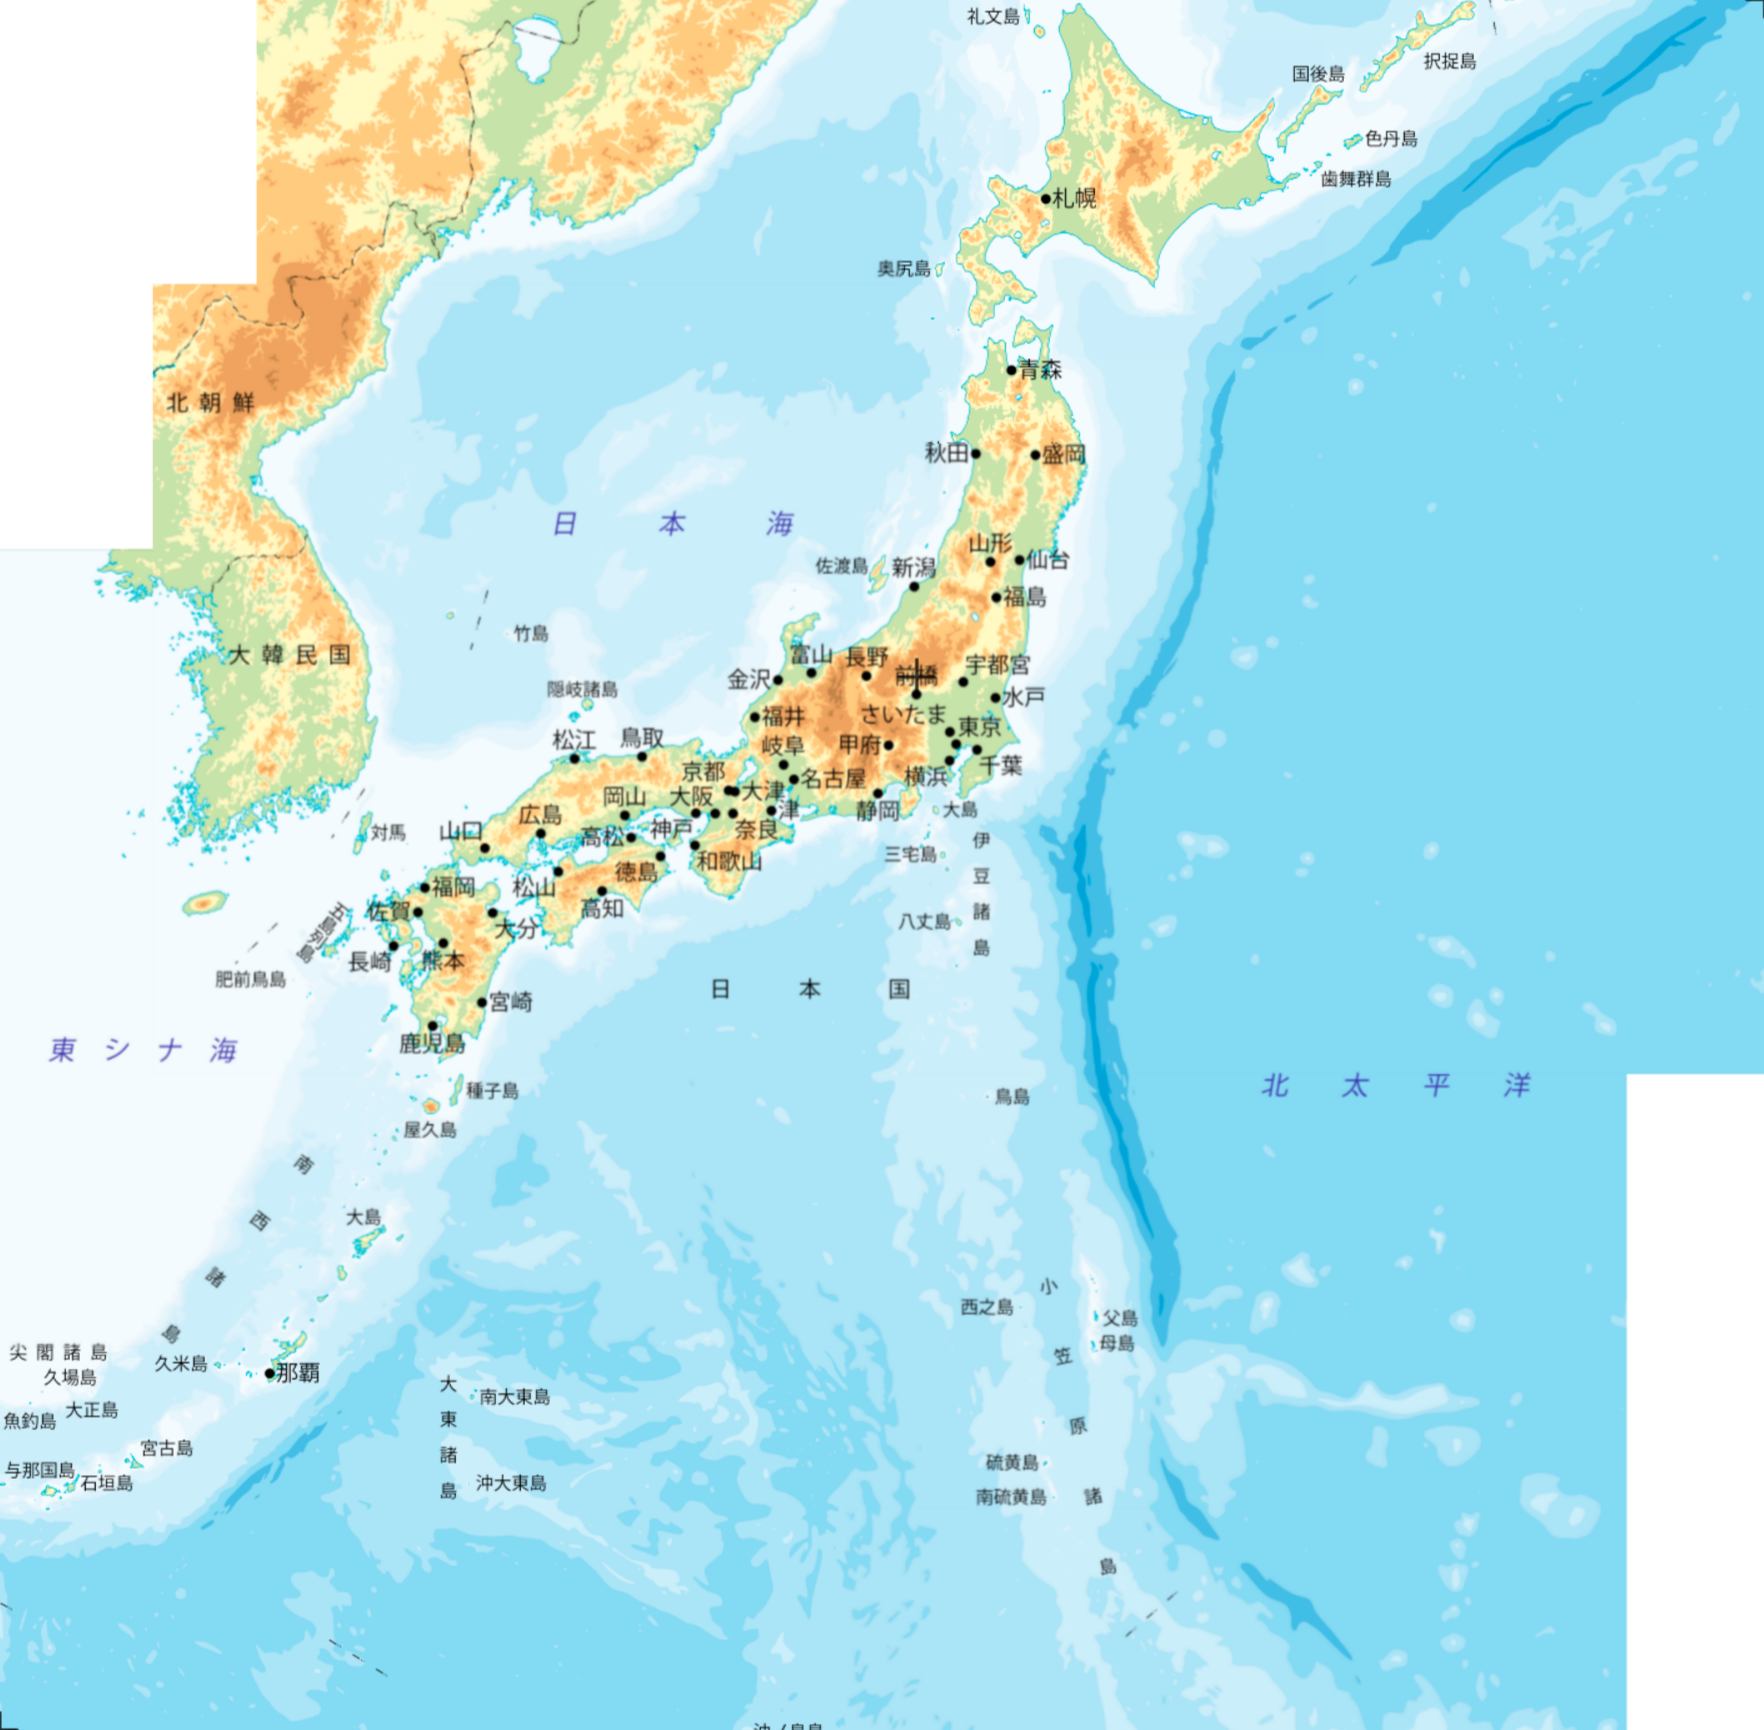 礼文島
択捉島
国後島
色丹島
歯舞群島
札幌
奥尻島
青森
北朝鮮
秋田
盛岡
日本海
山形
仙台
佐渡島
新潟
福島
竹島
大韓民国
富山
長野
前橋
宇都宮
金沢
隠岐諸島
水戸
福井
さいたま
東京
松江
鳥取
岐阜
甲府
千葉
京都
大津
名古屋
横浜
岡山
大阪
津
静岡
大島
広島
神戸
奈良
対馬
山口
高松
伊豆諸島
三宅島
和歌山
徳島
福岡
松山
佐賀
高知
大分
八丈島
五島列島
長崎
熊本
肥前鳥島
日本国
宮崎
鹿児島
東シナ海
種子島
鳥島
北太平洋
屋久島
南西諸島
大島
小笠原諸島
西之島
父島
母島
尖閣諸島
久米島
那覇
久場島
大東諸島
南大東島
大正島
魚釣島
宮古島
硫黄島
与那国島
石垣島
沖大東島
南硫黄島